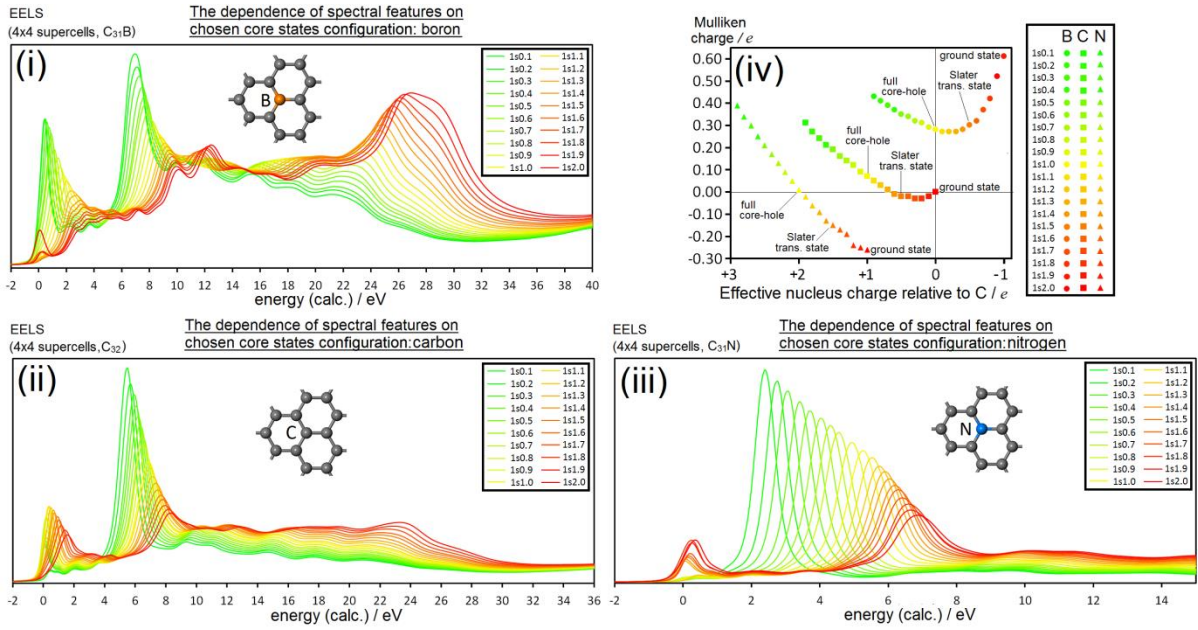 EELS
(4x4 supercells, C₃₁B)
The dependence of spectral features on
chosen core states configuration: boron
(i)
B
1s0.1 1s1.1
1s0.2 1s1.2
1s0.3 1s1.3
1s0.4 1s1.4
1s0.5 1s1.5
1s0.6 1s1.6
1s0.7 1s1.7
1s0.8 1s1.8
1s0.9 1s1.9
1s1.0 1s2.0
-2 0 2 4 6 8 10 12 14 16 18 20 22 24 26 28 30 32 34 36 38 40
energy (calc.) / eV
Mulliken
charge / e
(iv)
0.60
0.50
0.40
0.30
0.20
0.10
0.00
-0.10
-0.20
-0.30
+3 +2 +1 0 -1
Effective nucleus charge relative to C / e
ground state
full
core-hole
Slater
trans. state
full
core-hole
Slater
trans. state
ground state
full
core-hole
Slater
trans. state
ground state
B C N
1s0.1
1s0.2
1s0.3
1s0.4
1s0.5
1s0.6
1s0.7
1s0.8
1s0.9
1s1.0
1s1.1
1s1.2
1s1.3
1s1.4
1s1.5
1s1.6
1s1.7
1s1.8
1s1.9
1s2.0
EELS
(4x4 supercells,C₃₂)
The dependence of spectral features on
chosen core states configuration:carbon
(ii)
C
1s0.1 1s1.1
1s0.2 1s1.2
1s0.3 1s1.3
1s0.4 1s1.4
1s0.5 1s1.5
1s0.6 1s1.6
1s0.7 1s1.7
1s0.8 1s1.8
1s0.9 1s1.9
1s1.0 1s2.0
-2 0 2 4 6 8 10 12 14 16 18 20 22 24 26 28 30 32 34 36
energy (calc.) / eV
EELS
(4x4 supercells, C₃₁N)
The dependence of spectral features on
chosen core states configuration:nitrogen
(iii)
N
1s0.1 1s1.1
1s0.2 1s1.2
1s0.3 1s1.3
1s0.4 1s1.4
1s0.5 1s1.5
1s0.6 1s1.6
1s0.7 1s1.7
1s0.8 1s1.8
1s0.9 1s1.9
1s1.0 1s2.0
-2 0 2 4 6 8 10 12 14
energy (calc.) / eV